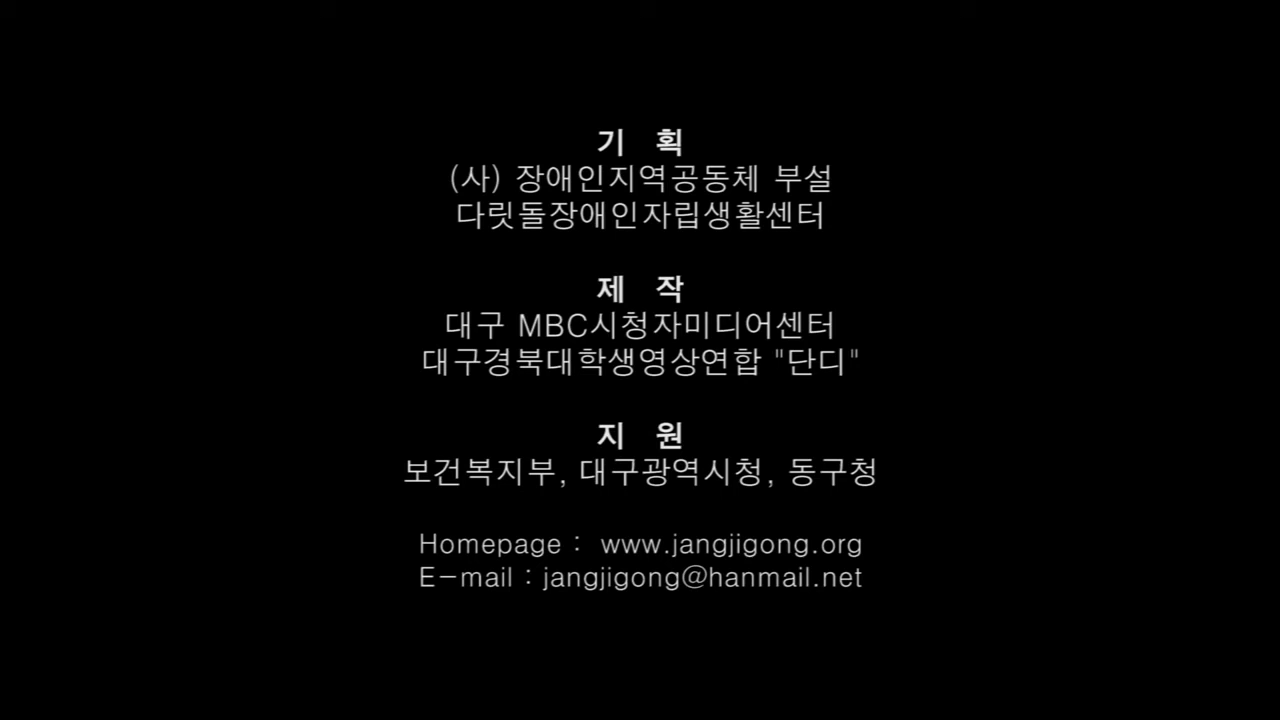 기 획
(사) 장애인지역공동체 부설
다릿돌장애인자립생활센터
제 작
대구 MBC시청자미디어센터
대구경북대학생영상연합 "단디"
지 원
보건복지부, 대구광역시청, 동구청
Homepage : www.jangjigong.org
E-mail : jangjigong@hanmail.net